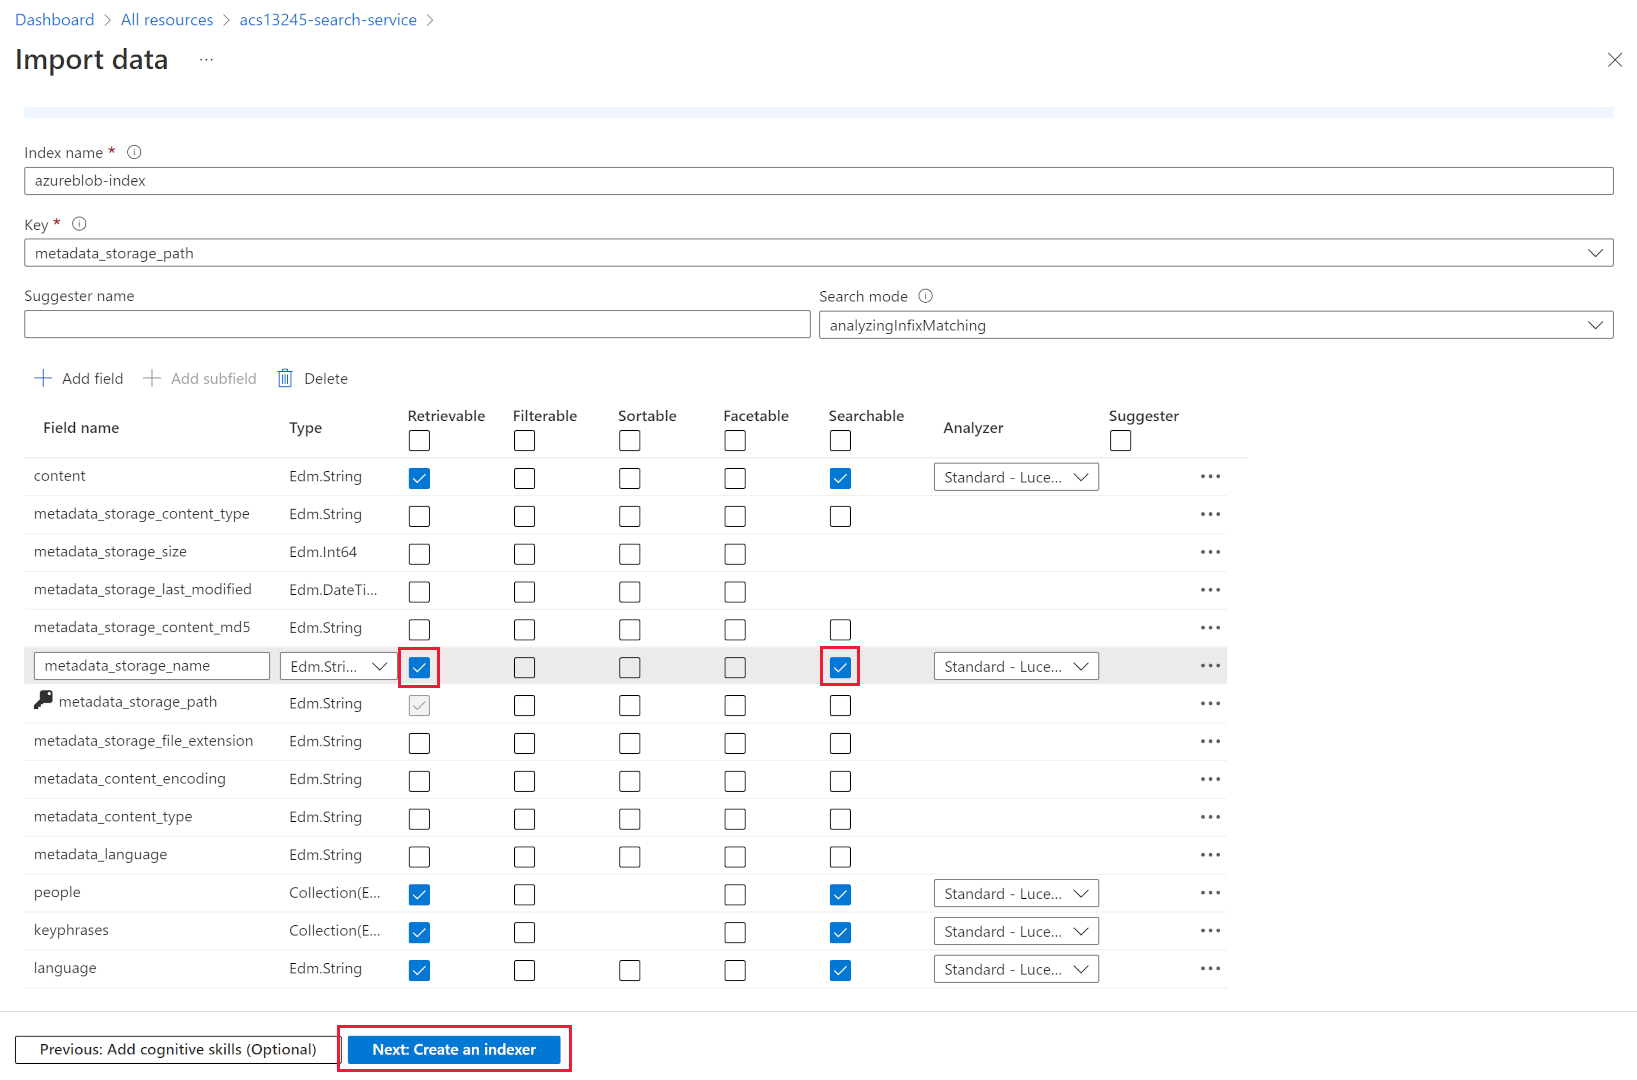 Dashboard > All resources > acs13245-search-service >
Import data ...
Index name *
azureblob-index
Key *
metadata_storage_path
Suggester name
Search mode
analyzingInfixMatching
Add field Add subfield Delete
Field name Type Retrievable Filterable Sortable Facetable Searchable Analyzer Suggester
content Edm.String Standard - Luce...
metadata_storage_content_type Edm.String
metadata_storage_size Edm.Int64
metadata_storage_last_modified Edm.DateTi...
metadata_storage_content_md5 Edm.String
metadata_storage_name Edm.Stri... Standard - Luce...
metadata_storage_path Edm.String
metadata_storage_file_extension Edm.String
metadata_content_encoding Edm.String
metadata_content_type Edm.String
metadata_language Edm.String
people Collection(E... Standard - Luce...
keyphrases Collection(E... Standard - Luce...
language Edm.String Standard - Luce...
Previous: Add cognitive skills (Optional) Next: Create an indexer